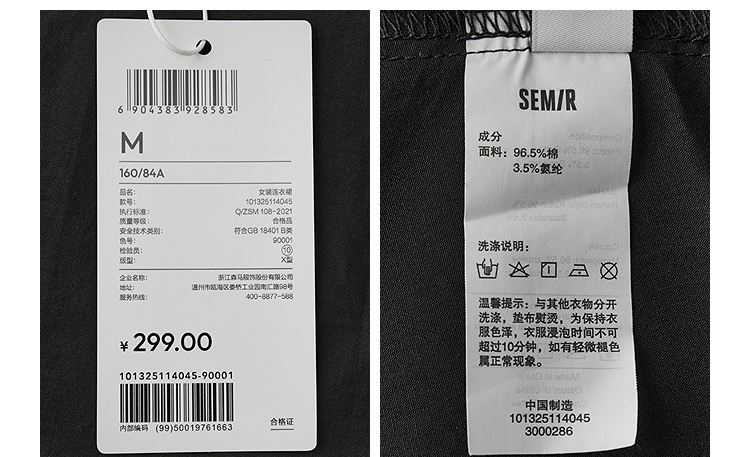 6 904383 928583
M
160/84A
品名: 女装连衣裙
款号: 101325114045
执行标准: Q/ZSM 108-2021
质量等级: 合格品
安全技术类别: 符合GB 18401 B类
色号: 90001
检验员: 10
版型: X型
企业名称: 浙江森马服饰股份有限公司
地址: 温州市瓯海区娄桥工业园南汇路98号
服务热线: 400-8877-588
¥ 299.00
101325114045-90001
内部编码 (99)50019761663
合格证
SEM/R
成分
面料: 96.5%棉
3.5%氨纶
洗涤说明:
温馨提示: 与其他衣物分开
洗涤, 垫布熨烫, 为保持衣
服色泽, 衣服浸泡时间不可
超过10分钟, 如有轻微褪色
属正常现象。
中国制造
101325114045
3000286